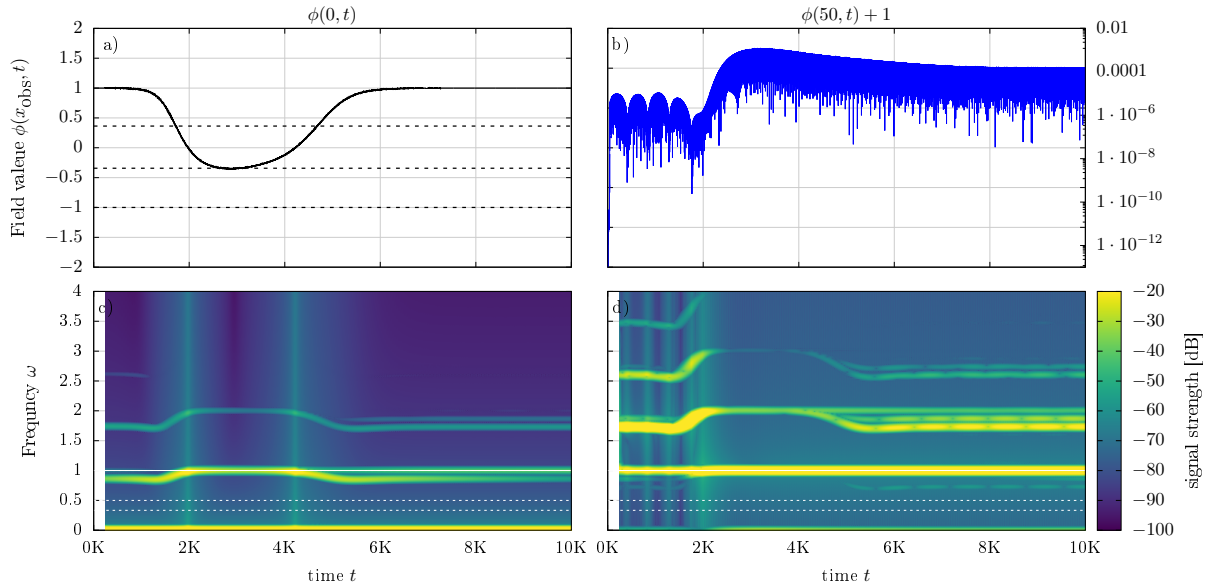 ϕ(0, t)
ϕ(50, t) + 1
a)
b)
Field valeue ϕ(x_obs, t)
2
1.5
1
0.5
0
−0.5
−1
−1.5
−2
0.01
0.0001
1 · 10^−6
1 · 10^−8
1 · 10^−10
1 · 10^−12
c)
d)
Frequncy ω
4
3.5
3
2.5
2
1.5
1
0.5
0
0K 2K 4K 6K 8K 10K
time t
0K 2K 4K 6K 8K 10K
time t
−20
−30
−40
−50
−60
−70
−80
−90
−100
signal strength [dB]